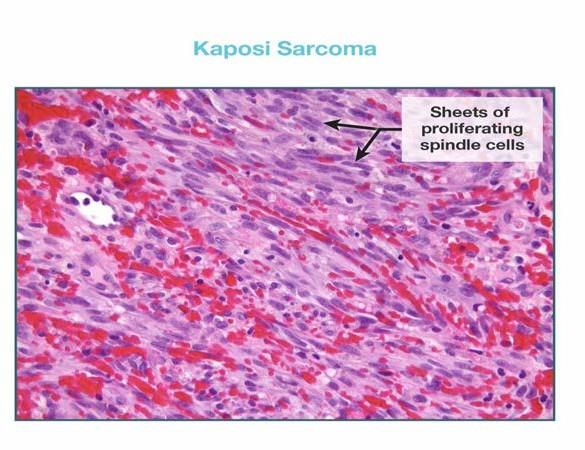 Kaposi Sarcoma
Sheets of
proliferating
spindle cells